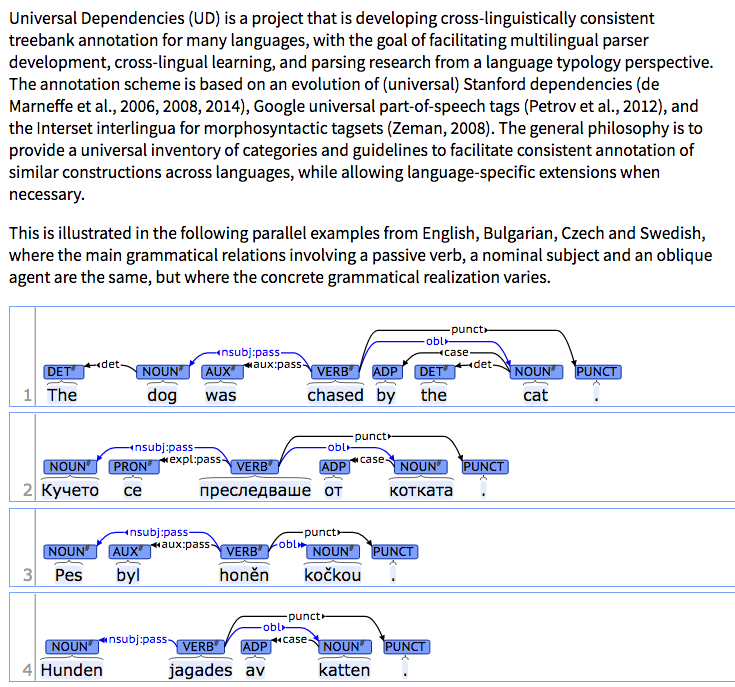 Universal Dependencies (UD) is a project that is developing cross-linguistically consistent
treebank annotation for many languages, with the goal of facilitating multilingual parser
development, cross-lingual learning, and parsing research from a language typology perspective.
The annotation scheme is based on an evolution of (universal) Stanford dependencies (de
Marneffe et al., 2006, 2008, 2014), Google universal part-of-speech tags (Petrov et al., 2012), and
the Interset interlingua for morphosyntactic tagsets (Zeman, 2008). The general philosophy is to
provide a universal inventory of categories and guidelines to facilitate consistent annotation of
similar constructions across languages, while allowing language-specific extensions when
necessary.
This is illustrated in the following parallel examples from English, Bulgarian, Czech and Swedish,
where the main grammatical relations involving a passive verb, a nominal subject and an oblique
agent are the same, but where the concrete grammatical realization varies.
punct
obl
nsubj:pass case
det aux:pass det
DET# NOUN# AUX# VERB# ADP DET# NOUN# PUNCT
1 The dog was chased by the cat .
punct
nsubj:pass obl
expl:pass case
NOUN# PRON# VERB# ADP NOUN# PUNCT
2 Кучето се преследваше от котката .
nsubj:pass punct
aux:pass obl
NOUN# AUX# VERB# NOUN# PUNCT
3 Pes byl honěn kočkou .
punct
obl
nsubj:pass case
NOUN# VERB# ADP NOUN# PUNCT
4 Hunden jagades av katten .